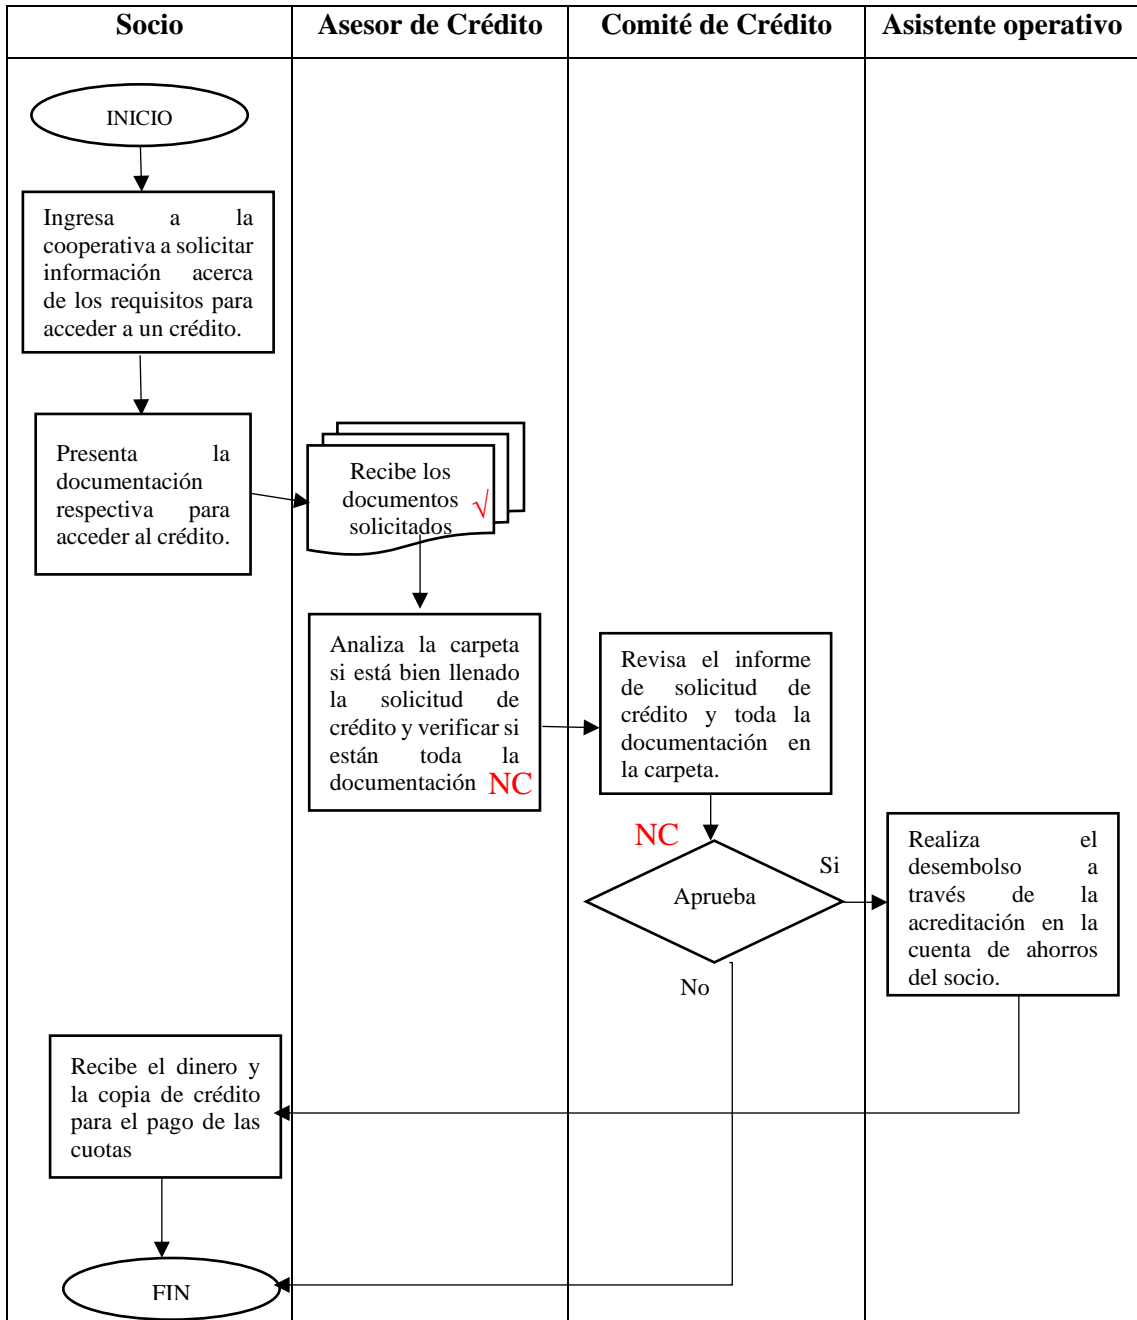 Socio
Asesor de Crédito
Comité de Crédito
Asistente operativo
INICIO
Ingresa a la
cooperativa a solicitar
información acerca
de los requisitos para
acceder a un crédito.
Presenta la
documentación
respectiva para
acceder al crédito.
Recibe los
documentos
solicitados
√
Analiza la carpeta
si está bien llenado
la solicitud de
crédito y verificar si
están toda la
documentación NC
Revisa el informe
de solicitud de
crédito y toda la
documentación en
la carpeta.
NC
Aprueba
Si
No
Realiza el
desembolso a
través de la
acreditación en la
cuenta de ahorros
del socio.
Recibe el dinero y
la copia de crédito
para el pago de las
cuotas
FIN